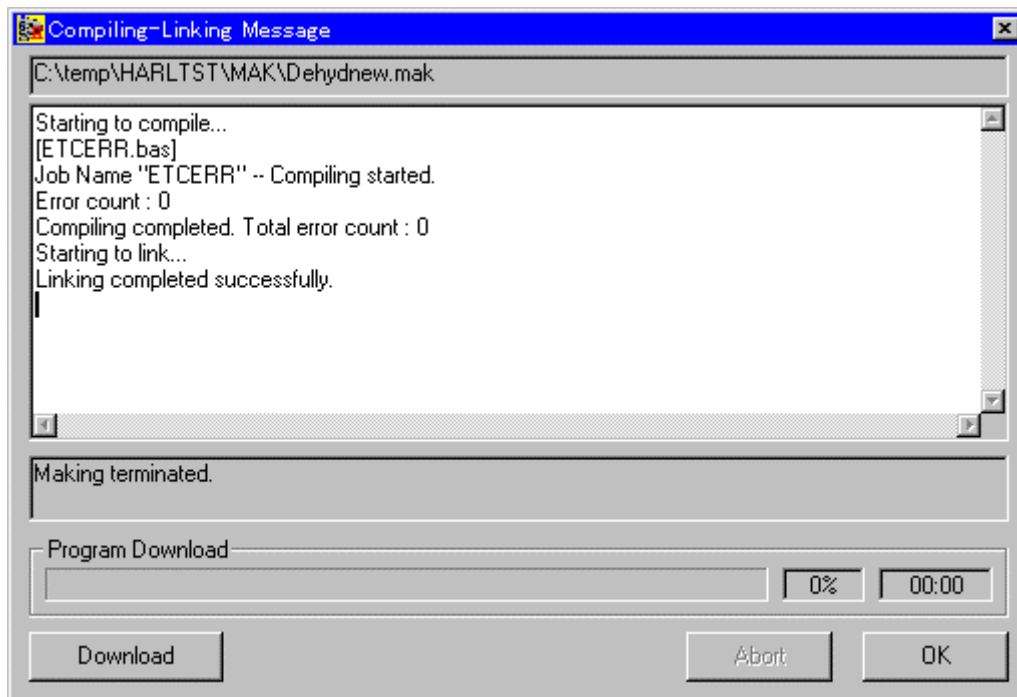 Compiling-Linking Message
C:\temp\HARLTST\MAK\Dehydnew.mak
Starting to compile...
[ETCERR.bas]
Job Name "ETCERR" -- Compiling started.
Error count : 0
Compiling completed. Total error count : 0
Starting to link...
Linking completed successfully.
Making terminated.
Program Download
0% 00:00
Download Abort OK